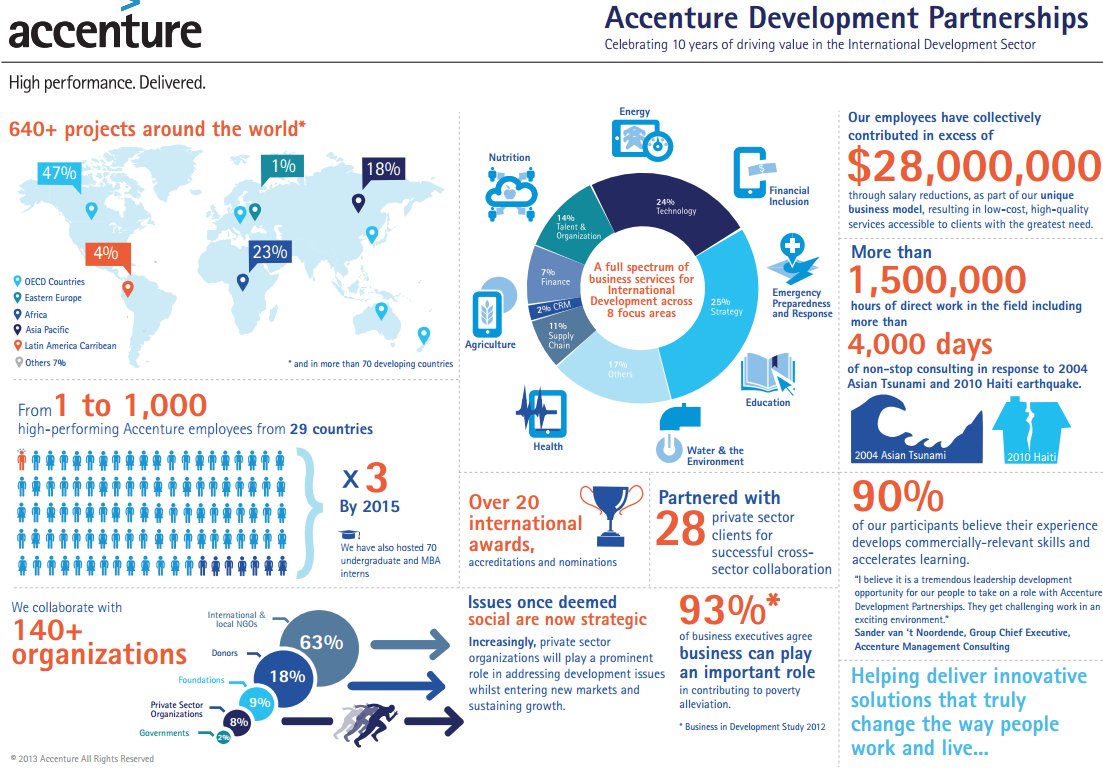 accenture
High performance. Delivered.
Accenture Development Partnerships
Celebrating 10 years of driving value in the International Development Sector
640+ projects around the world*
47%
1%
18%
4%
23%
OECD Countries
Eastern Europe
Africa
Asia Pacific
Latin America Carribean
Others 7%
* and in more than 70 developing countries
From 1 to 1,000
high-performing Accenture employees from 29 countries
x 3
By 2015
We have also hosted 70
undergraduate and MBA
interns
We collaborate with
140+
organizations
International &
local NGOs
63%
Donors
18%
Foundations
9%
Private Sector
Organizations
8%
Governments
2%
© 2013 Accenture All Rights Reserved
Energy
Nutrition
$
Financial
Inclusion
Emergency
Preparedness
and Response
Agriculture
Education
Health
Water & the
Environment
24%
Technology
14%
Talent &
Organization
7%
Finance
2% CRM
11%
Supply
Chain
17%
Others
25%
Strategy
A full spectrum of
business services for
International
Development across
8 focus areas
Over 20
international
awards,
accreditations and nominations
Partnered with
28
private sector
clients for
successful cross-
sector collaboration
Issues once deemed
social are now strategic
Increasingly, private sector
organizations will play a prominent
role in addressing development issues
whilst entering new markets and
sustaining growth.
93%*
of business executives agree
business can play
an important role
in contributing to poverty
alleviation.
* Business in Development Study 2012
Our employees have collectively
contributed in excess of
$28,000,000
through salary reductions, as part of our unique
business model, resulting in low-cost, high-quality
services accessible to clients with the greatest need.
More than
1,500,000
hours of direct work in the field including
more than
4,000 days
of non-stop consulting in response to 2004
Asian Tsunami and 2010 Haiti earthquake.
2004 Asian Tsunami
2010 Haiti
90%
of our participants believe their experience
develops commercially-relevant skills and
accelerates learning.
"I believe it is a tremendous leadership development
opportunity for our people to take on a role with Accenture
Development Partnerships. They get challenging work in an
exciting environment."
Sander van 't Noordende, Group Chief Executive,
Accenture Management Consulting
Helping deliver innovative
solutions that truly
change the way people
work and live...